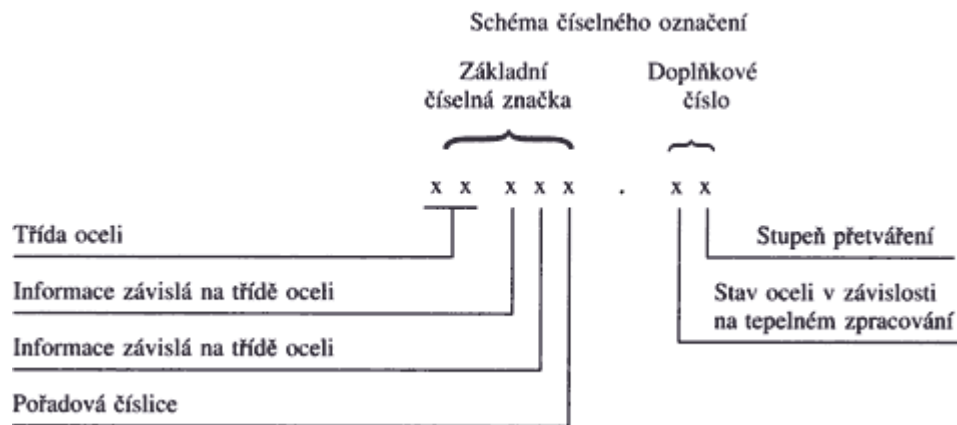 Schéma číselného označení
Základní
číselná značka
Doplňkové
číslo
x x x x x . x x
Třída oceli
Informace závislá na třídě oceli
Informace závislá na třídě oceli
Pořadová číslice
Stupeň přetváření
Stav oceli v závislosti
na tepelném zpracování